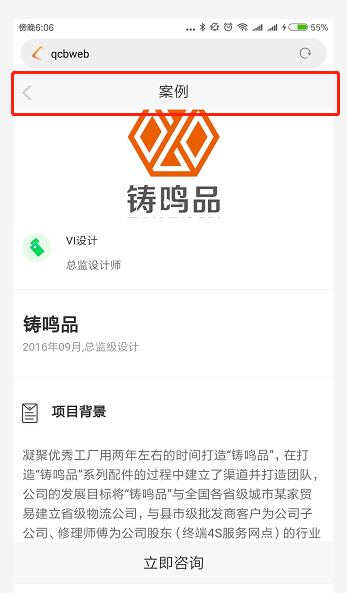 傍晚6:06
... 55%
qcbweb
案例
铸鸣品
VI设计
总监设计师
铸鸣品
2016年09月,总监级设计
项目背景
凝聚优秀工厂用两年左右的时间打造“铸鸣品”，在打
造“铸鸣品”系列配件的过程中建立了渠道并打造团队，
公司的发展目标将“铸鸣品”与全国各省级城市某家贸
易建立省级物流公司，与县市级批发商客户为公司子
公司、修理师傅为公司股东（终端4S服务网点）的行业
立即咨询